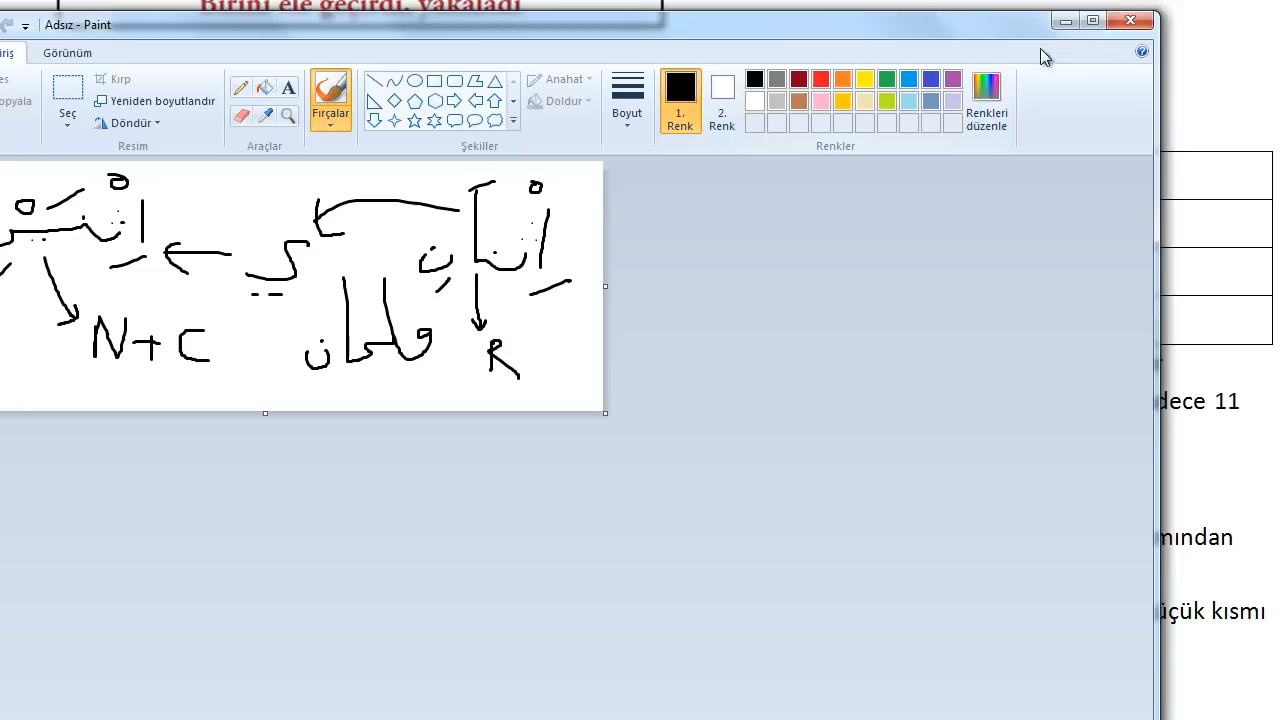 Birini ele geçirdi, yakaladı
Adsız - Paint
Görünüm
Kırp
Yeniden boyutlandır
Döndür
Seç
Resim
A
Araçlar
Fırçalar
Anahat
Doldur
Şekiller
Boyut
1. Renk
2. Renk
Renkleri düzenle
Renkler
ي
N+C
R
dece 11
mından
üçük kısmı